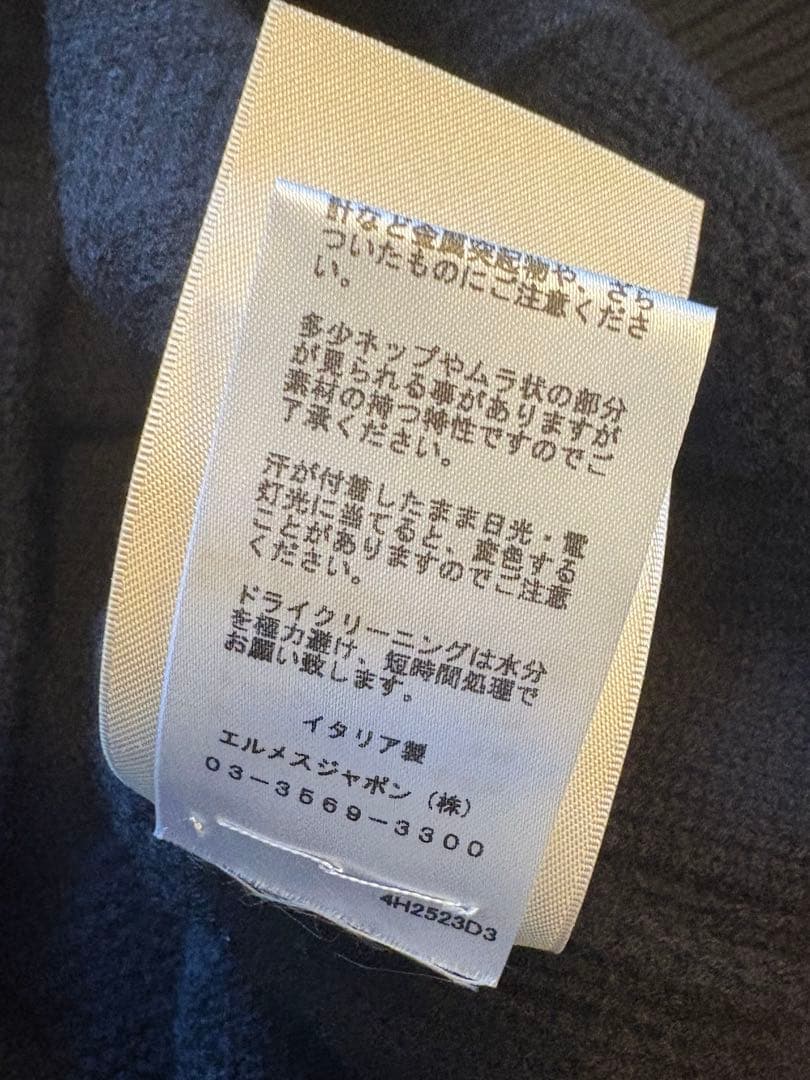 計など金属突起物や、ざら
ついたものにご注意くださ
い。
多少ネップやムラ状の部分
が見られる事がありますが
素材の持つ特性ですのでご
了承ください。
汗が付着したまま日光・電
灯光に当てると、変色する
ことがありますのでご注意
ください。
ドライクリーニングは水分
を極力避け、短時間処理で
お願い致します。
イタリア製
エルメスジャポン（株）
03-3569-3300
4H2523D3